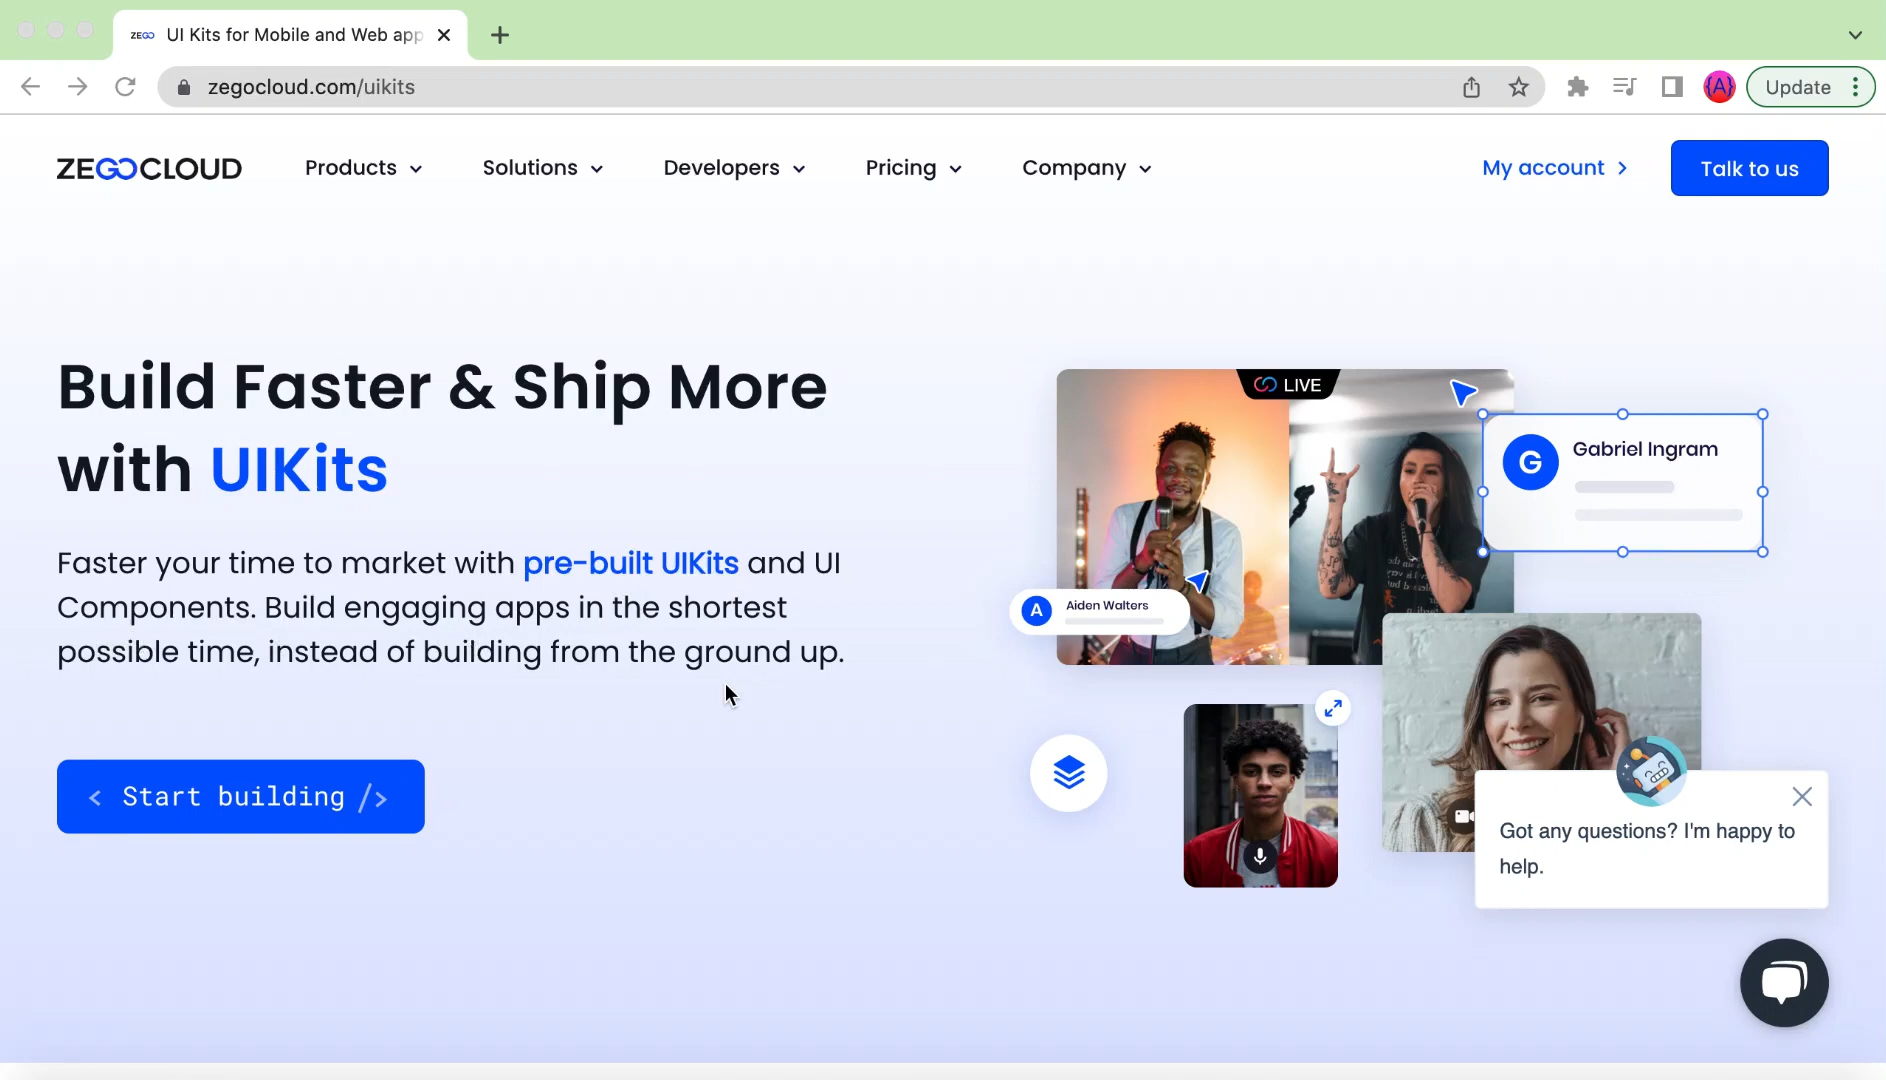 ZEGO UI Kits for Mobile and Web app
zegocloud.com/uikits
{A}
Update
ZEGOCLOUD
Products
Solutions
Developers
Pricing
Company
My account
Talk to us
Build Faster & Ship More
with UIKits
Faster your time to market with pre-built UIKits and UI
Components. Build engaging apps in the shortest
possible time, instead of building from the ground up.
< Start building />
LIVE
G
Gabriel Ingram
A
Aiden Walters
Got any questions? I'm happy to
help.